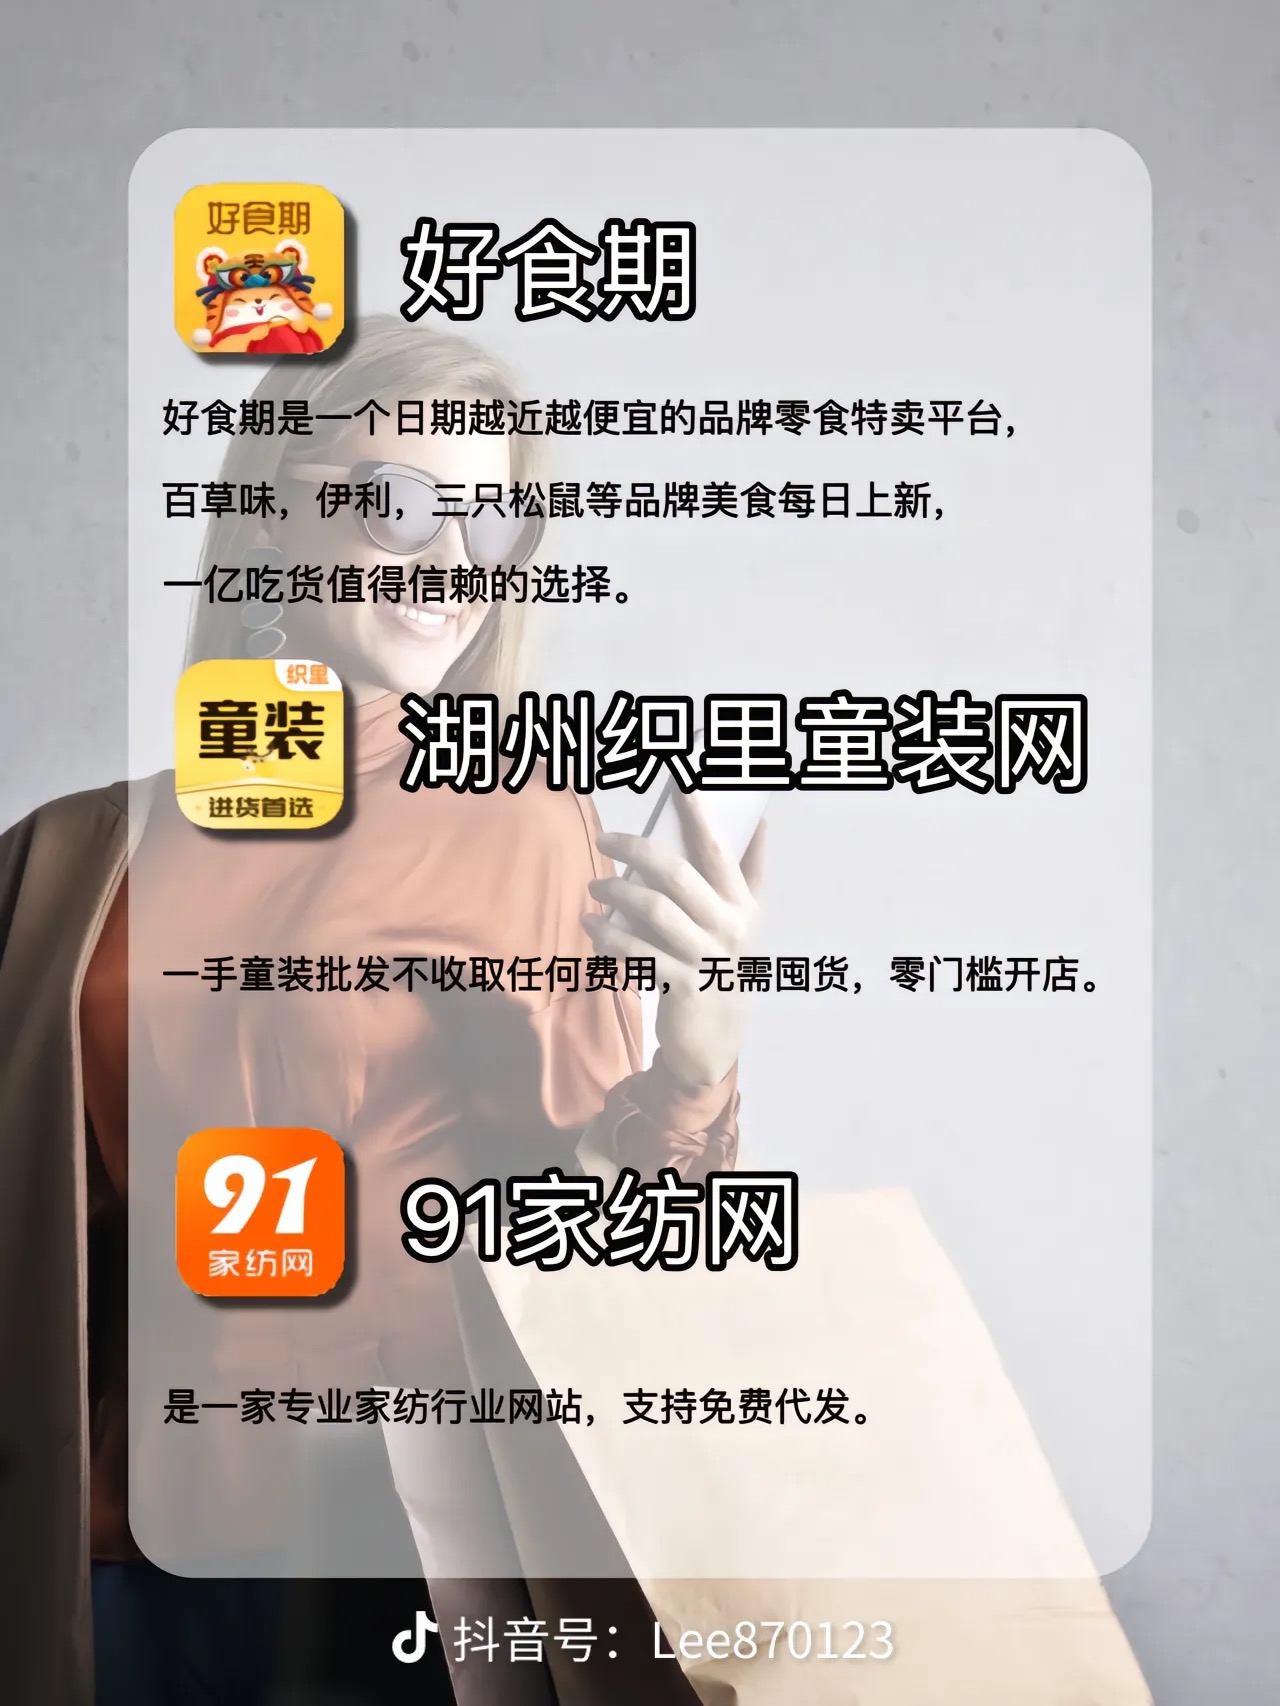 好食期
好食期
好食期是一个日期越近越便宜的品牌零食特卖平台，
百草味，伊利，三只松鼠等品牌美食每日上新，
一亿吃货值得信赖的选择。
织里
童装
进货首选
湖州织里童装网
一手童装批发不收取任何费用，无需囤货，零门槛开店。
91
家纺网
91家纺网
是一家专业家纺行业网站，支持免费代发。
抖音号：Lee870123